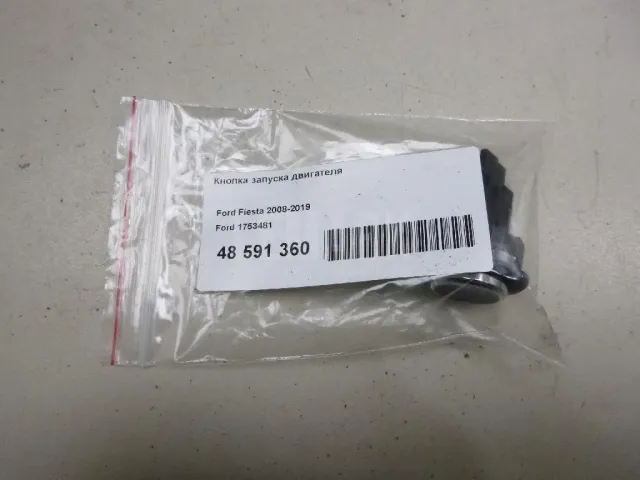 Кнопка запуска двигателя
Ford Fiesta 2008-2019
Ford 1753481
48 591 360